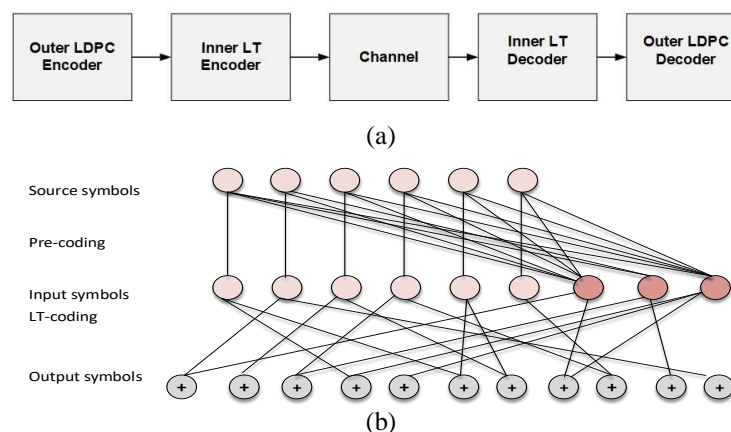 Outer LDPC
Encoder
Inner LT
Encoder
Channel
Inner LT
Decoder
Outer LDPC
Decoder
(a)
Source symbols
Pre-coding
Input symbols
LT-coding
Output symbols
+ + + + + + + + + + +
(b)